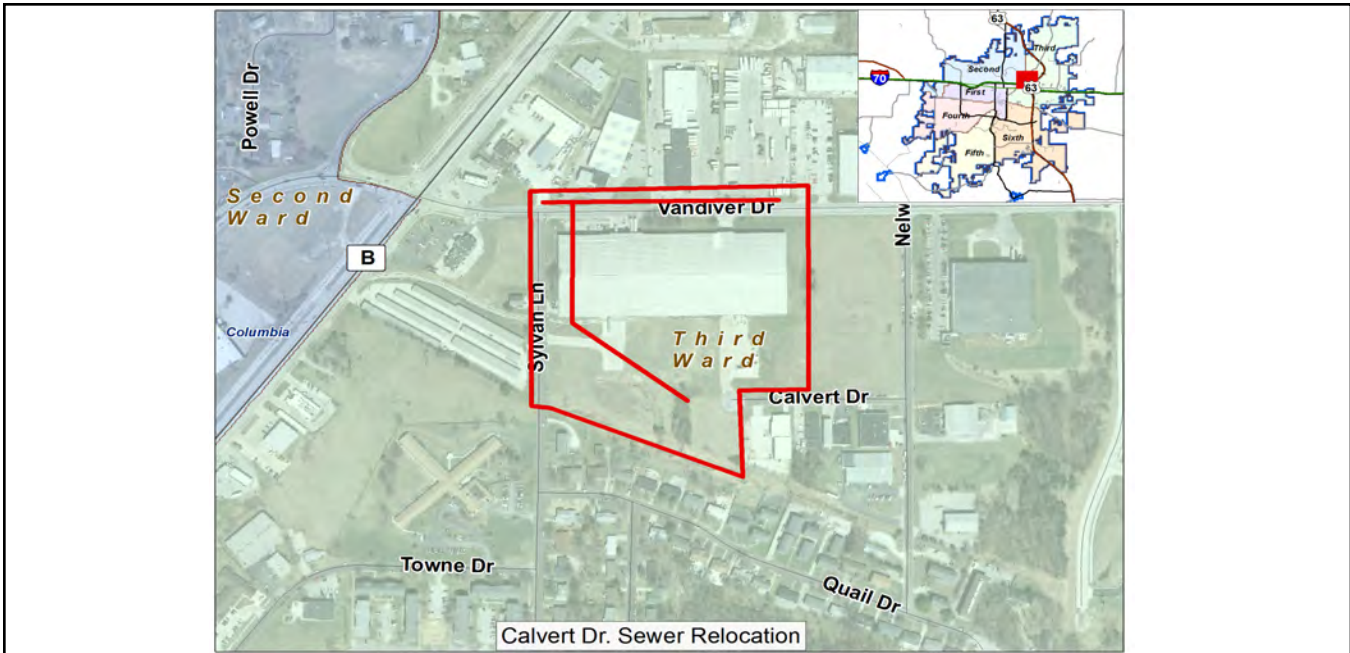 Powell Dr
Second
Ward
B
Columbia
Sylvan Ln
Vandiver Dr
Nelw
Third
Ward
Calvert Dr
Towne Dr
Quail Dr
Calvert Dr. Sewer Relocation
63
Third
Second
70
63
First
Fourth
Sixth
Fifth